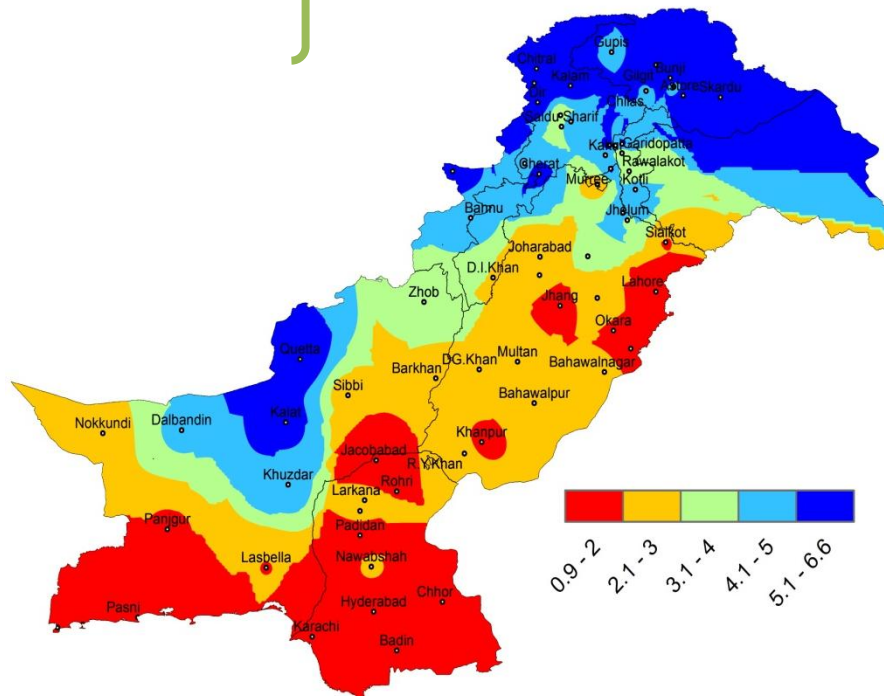 J
Gupis
Chitral
Bunji
Kalam
Gilgit
Astore
Skardu
Dir
Chilas
Saidu Sharif
Garidopatta
Kakul
Cherat
Rawalakot
Murree
Kotli
Bannu
Jhelum
Sialkot
Joharabad
D.I.Khan
Lahore
Zhob
Jhang
Okara
Quetta
DG.Khan
Multan
Barkhan
Bahawalnagar
Sibbi
Bahawalpur
Kalat
Nokkundi
Dalbandin
Khanpur
Jacobabad
R.Y.Khan
Khuzdar
Rohri
Larkana
Panjgur
Padidan
Lasbella
Nawabshah
Chhor
Pasni
Hyderabad
Karachi
Badin
0.9 - 2
2.1 - 3
3.1 - 4
4.1 - 5
5.1 - 6.6